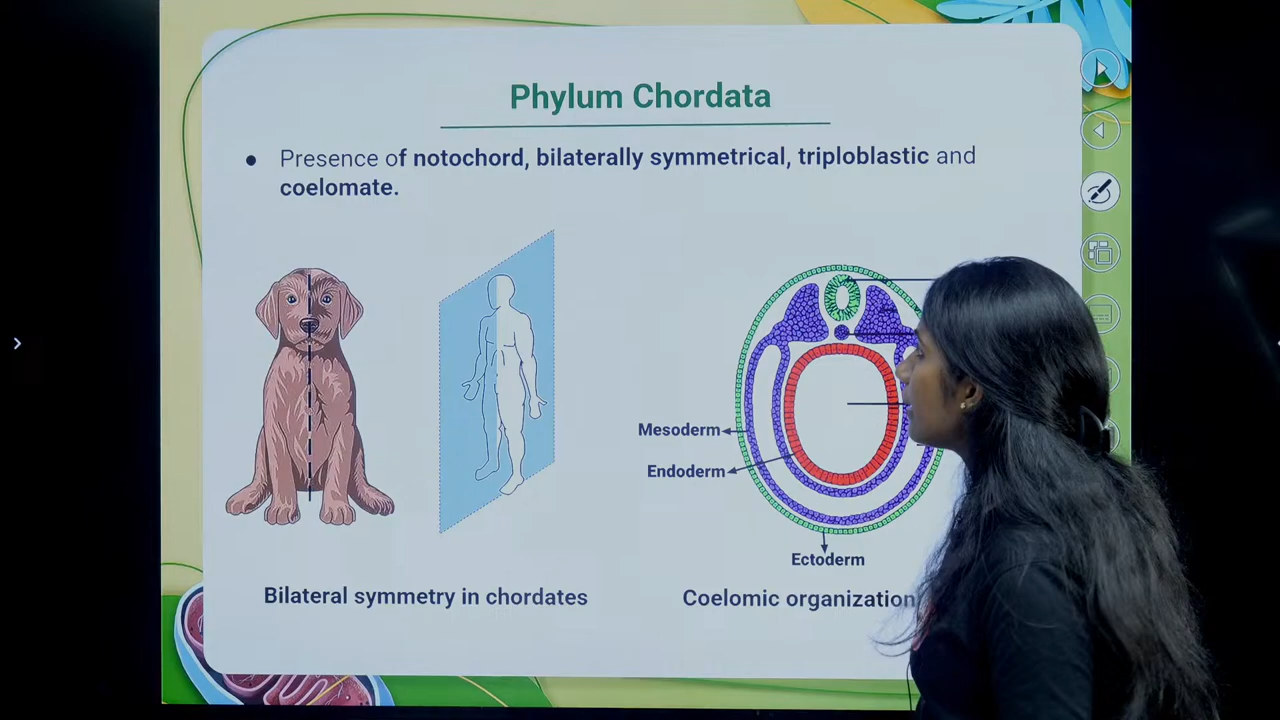 Phylum Chordata
Presence of notochord, bilaterally symmetrical, triploblastic and
coelomate.
Mesoderm
Endoderm
Ectoderm
Bilateral symmetry in chordates
Coelomic organization